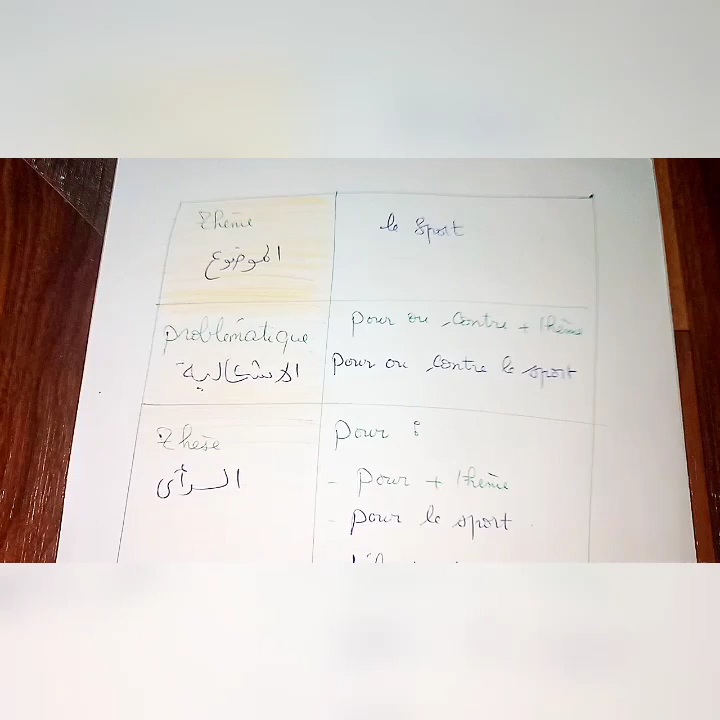 Thème
الموضوع
le sport
problématique
الاشكالية
pour ou contre + thème
pour ou contre le sport
Thèse
الرأي
pour :
- pour + thème
- pour le sport